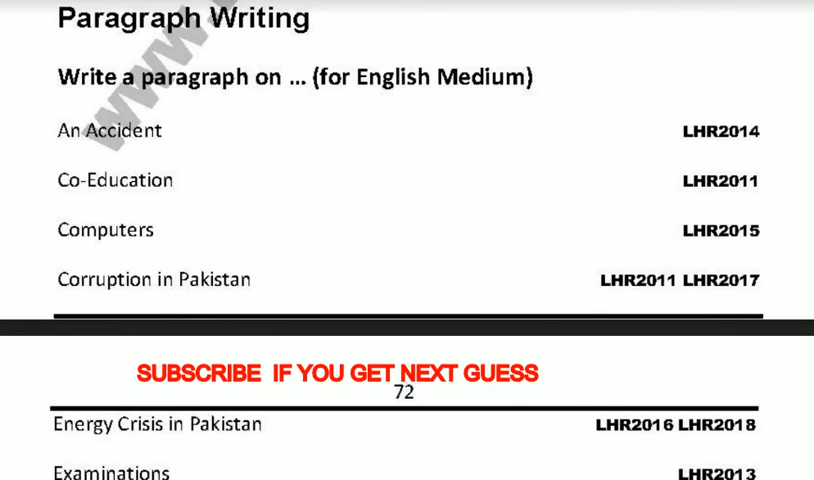 Paragraph Writing
Write a paragraph on ... (for English Medium)
An Accident LHR2014
Co-Education LHR2011
Computers LHR2015
Corruption in Pakistan LHR2011 LHR2017
SUBSCRIBE IF YOU GET NEXT GUESS
72
Energy Crisis in Pakistan LHR2016 LHR2018
Examinations LHR2013